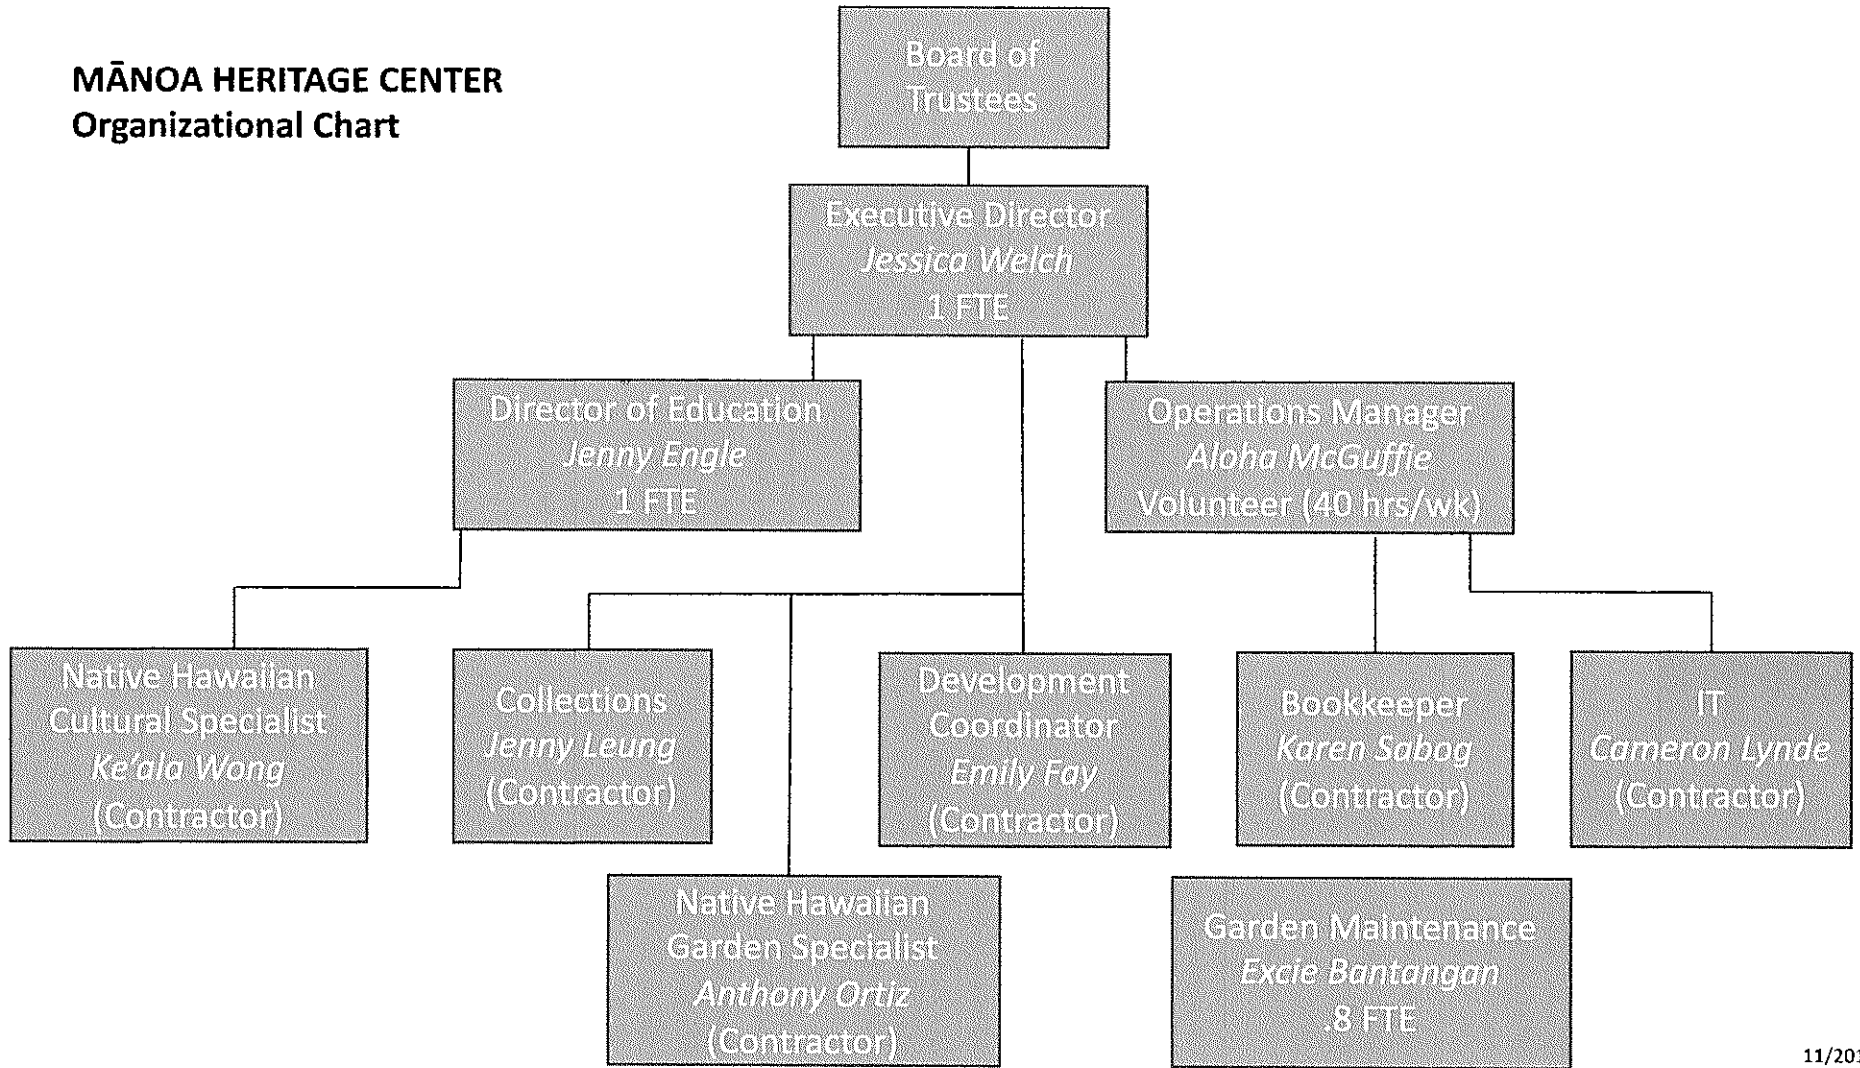 MĀNOA HERITAGE CENTER
Organizational Chart
Board of
Trustees
Executive Director
Jessica Welch
1 FTE
Director of Education
Jenny Engle
1 FTE
Operations Manager
Aloha McGuffie
Volunteer (40 hrs/wk)
Native Hawaiian
Cultural Specialist
Ke'ala Wong
(Contractor)
Collections
Jenny Leung
(Contractor)
Development
Coordinator
Emily Fay
(Contractor)
Bookkeeper
Karen Sabog
(Contractor)
IT
Cameron Lynde
(Contractor)
Native Hawaiian
Garden Specialist
Anthony Ortiz
(Contractor)
Garden Maintenance
Excie Bantangan
.8 FTE
11/201